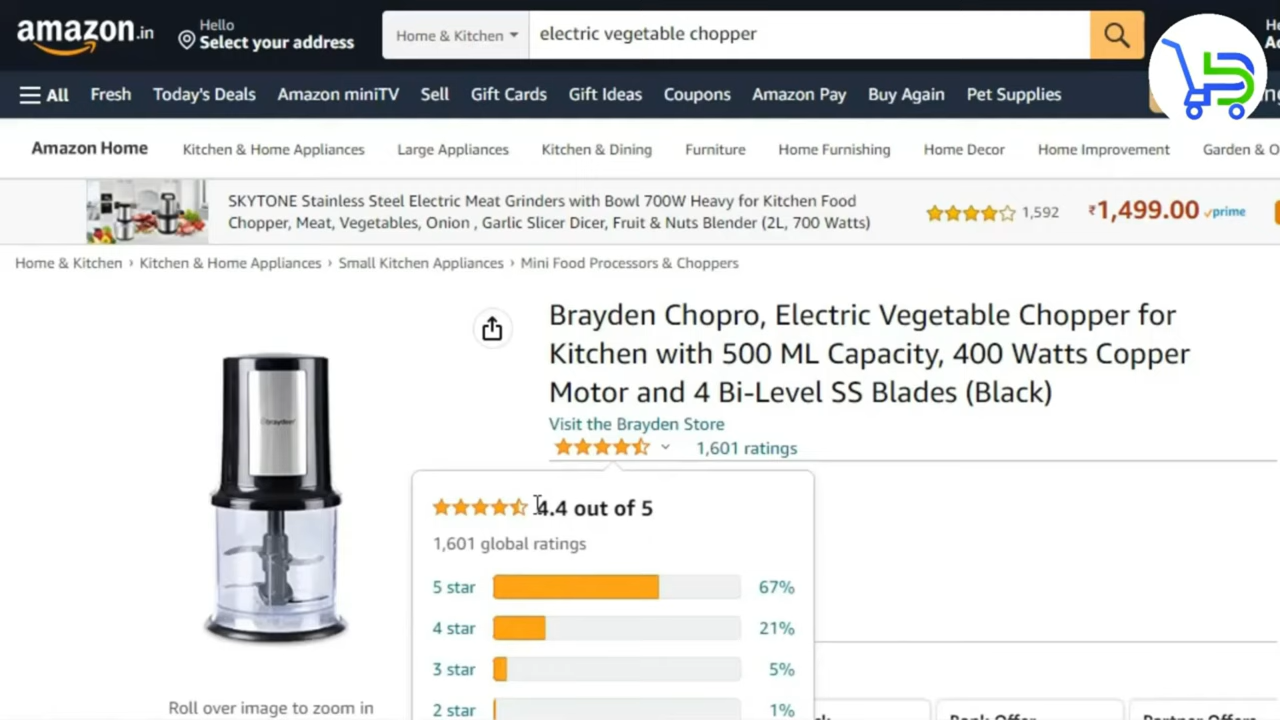 amazon.in
Hello
Select your address
Home & Kitchen
electric vegetable chopper
All
Fresh
Today's Deals
Amazon miniTV
Sell
Gift Cards
Gift Ideas
Coupons
Amazon Pay
Buy Again
Pet Supplies
Amazon Home
Kitchen & Home Appliances
Large Appliances
Kitchen & Dining
Furniture
Home Furnishing
Home Decor
Home Improvement
Garden & O
SKYTONE Stainless Steel Electric Meat Grinders with Bowl 700W Heavy for Kitchen Food
Chopper, Meat, Vegetables, Onion , Garlic Slicer Dicer, Fruit & Nuts Blender (2L, 700 Watts)
1,592
₹1,499.00
prime
Home & Kitchen › Kitchen & Home Appliances › Small Kitchen Appliances › Mini Food Processors & Choppers
Brayden Chopro, Electric Vegetable Chopper for
Kitchen with 500 ML Capacity, 400 Watts Copper
Motor and 4 Bi-Level SS Blades (Black)
Visit the Brayden Store
1,601 ratings
4.4 out of 5
1,601 global ratings
5 star 67%
4 star 21%
3 star 5%
2 star 1%
Roll over image to zoom in
Bank Offer
Partner Offers